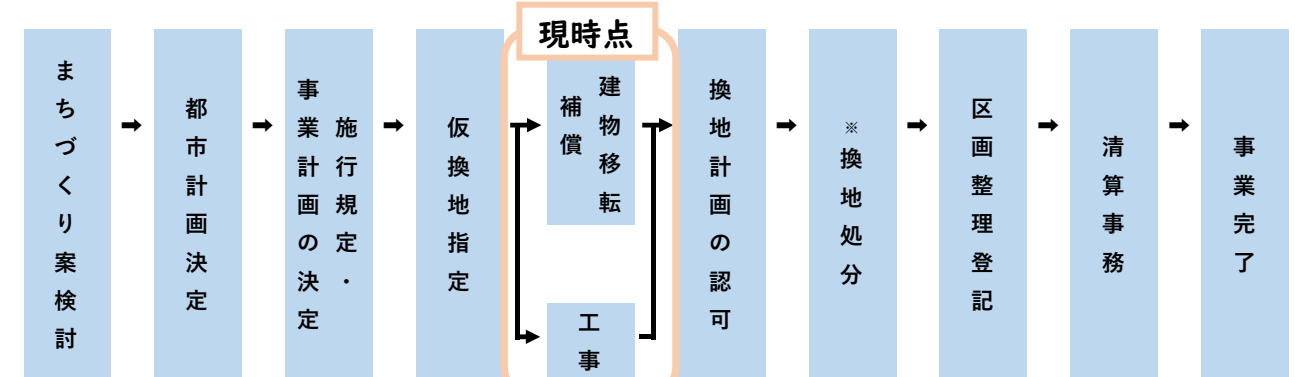 現時点
まちづくり案検討
都市計画決定
施行規定・
事業計画の決定
仮換地指定
建物移転
補償
工事
換地計画の認可
※換地処分
区画整理登記
清算事務
事業完了